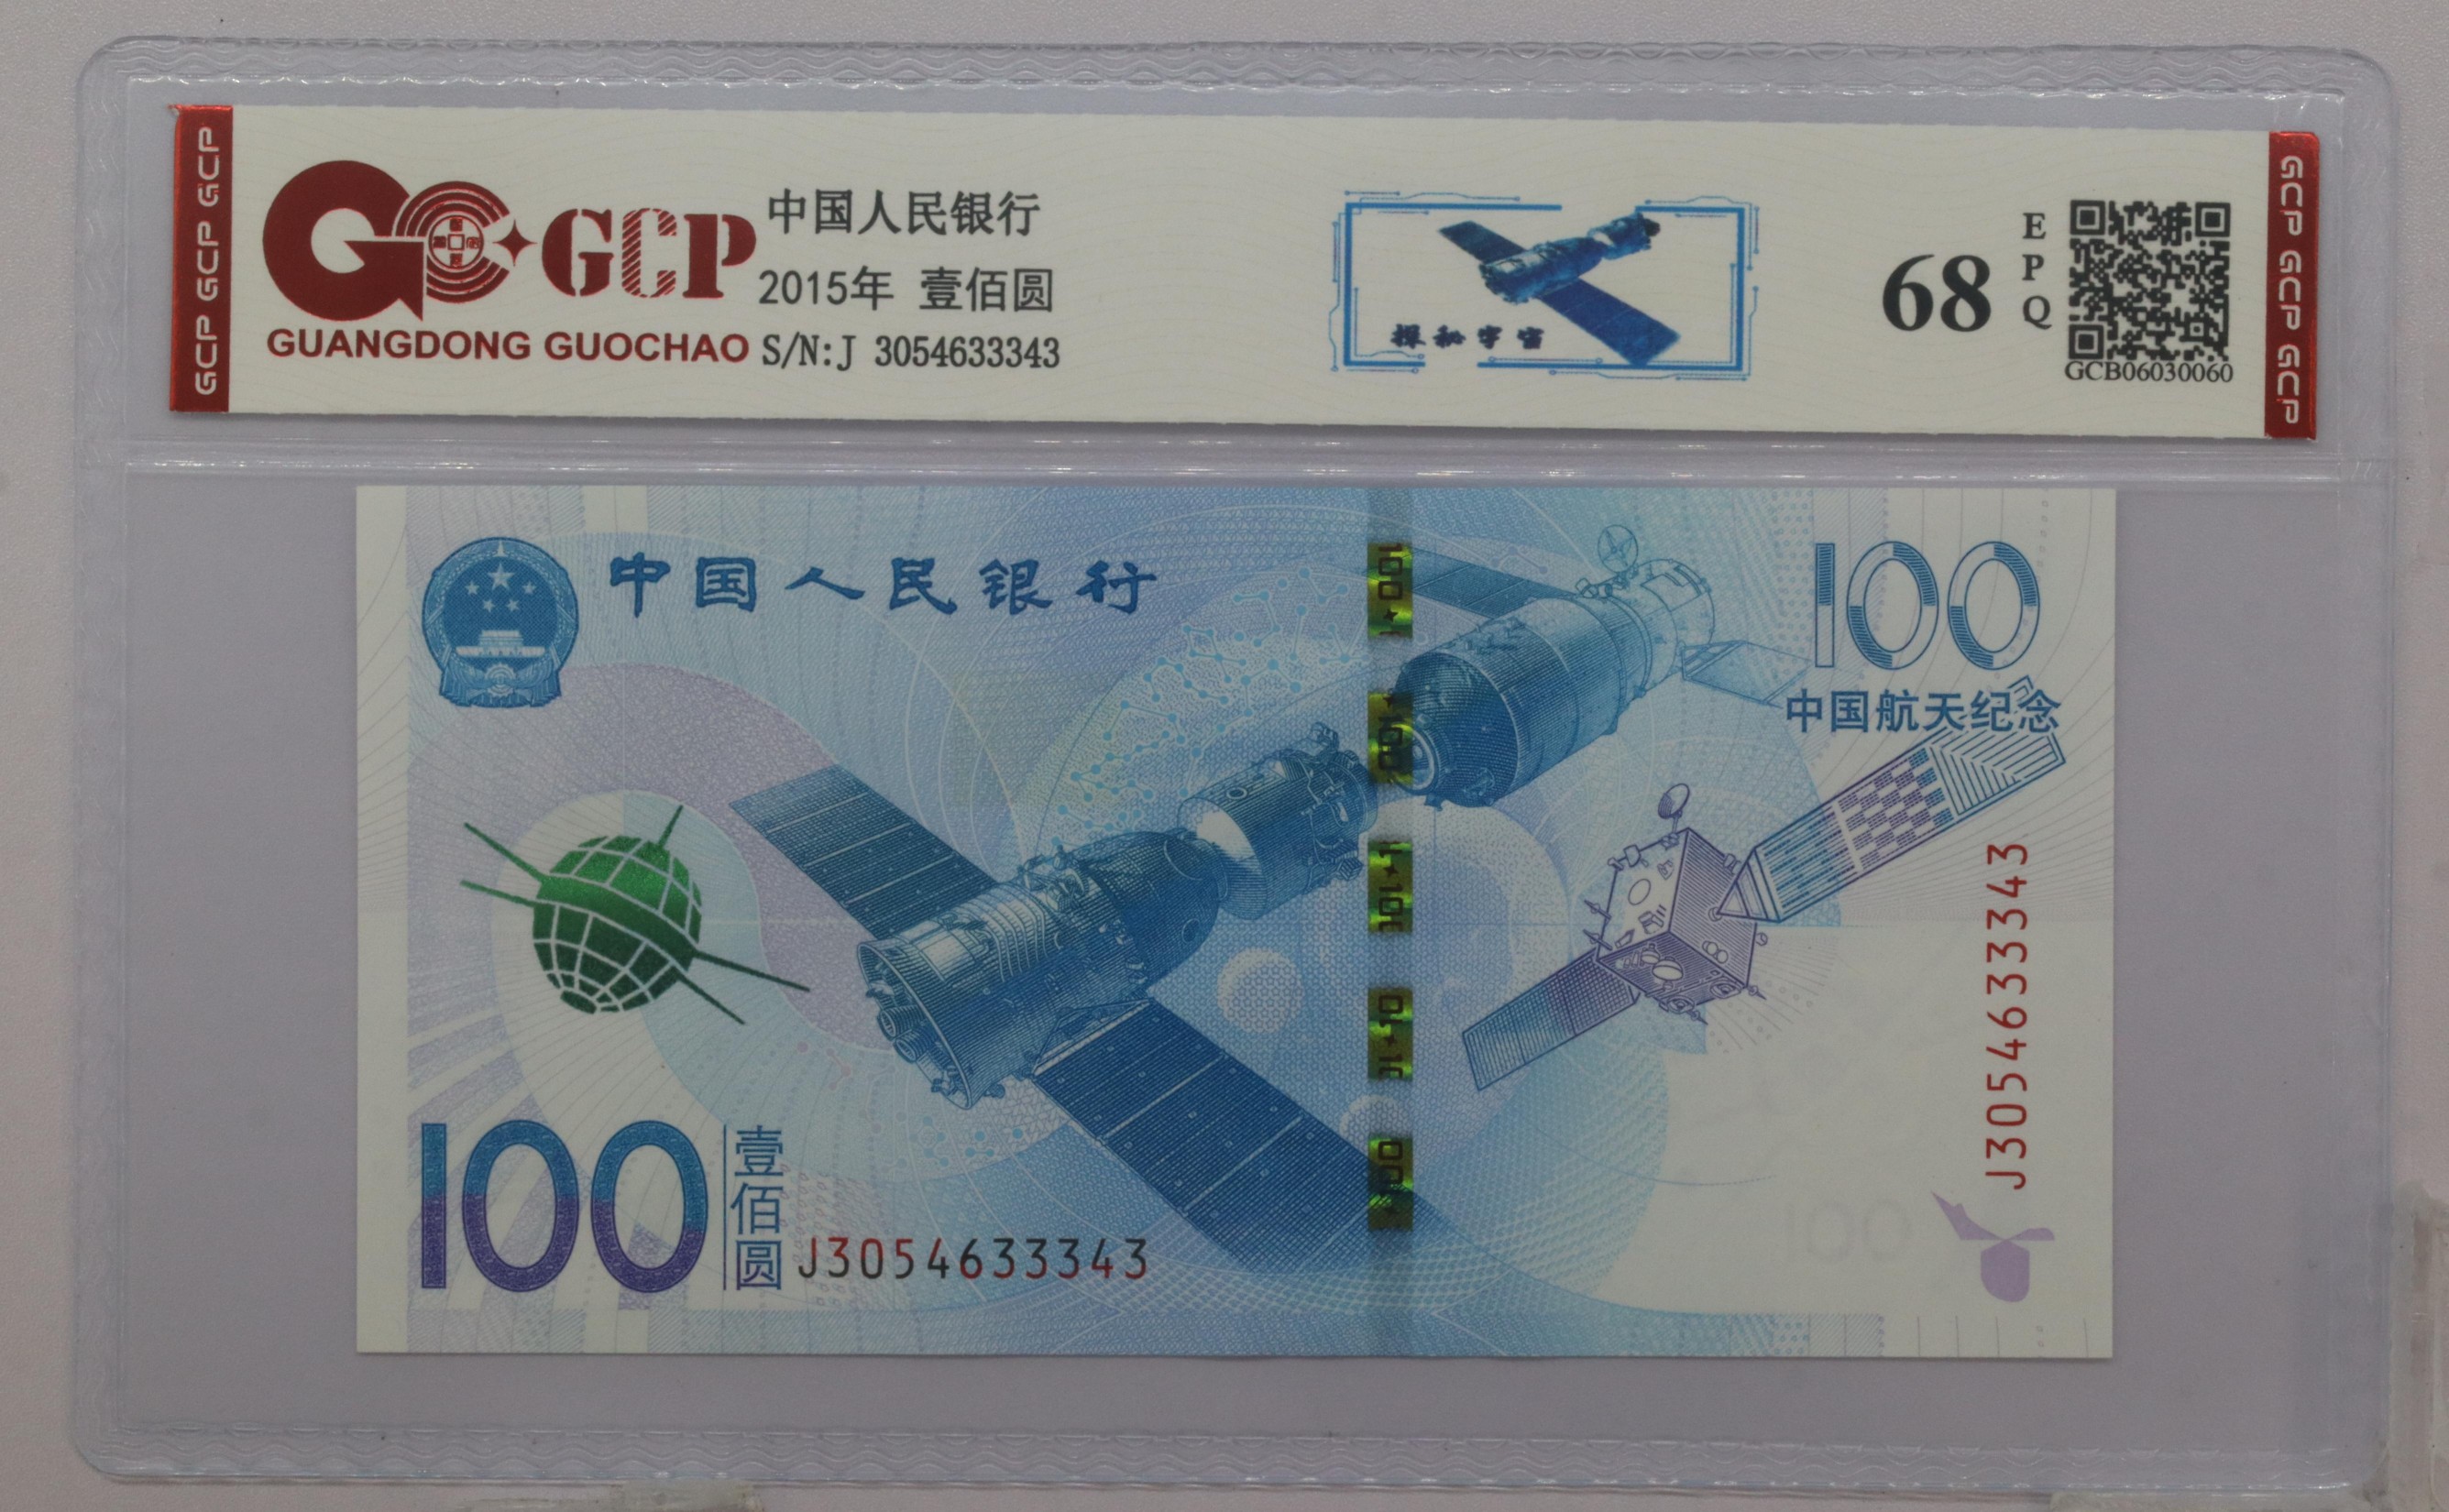 GCP GCP GCP
GCP
GUANGDONG GUOCHAO
中国人民银行
2015年 壹佰圆
S/N:J 3054633343
探秘宇宙
68
EPQ
GCB06030060
GCP GCP GCP
中国人民银行
100
中国航天纪念
J3054633343
100
壹佰圆
J3054633343
100